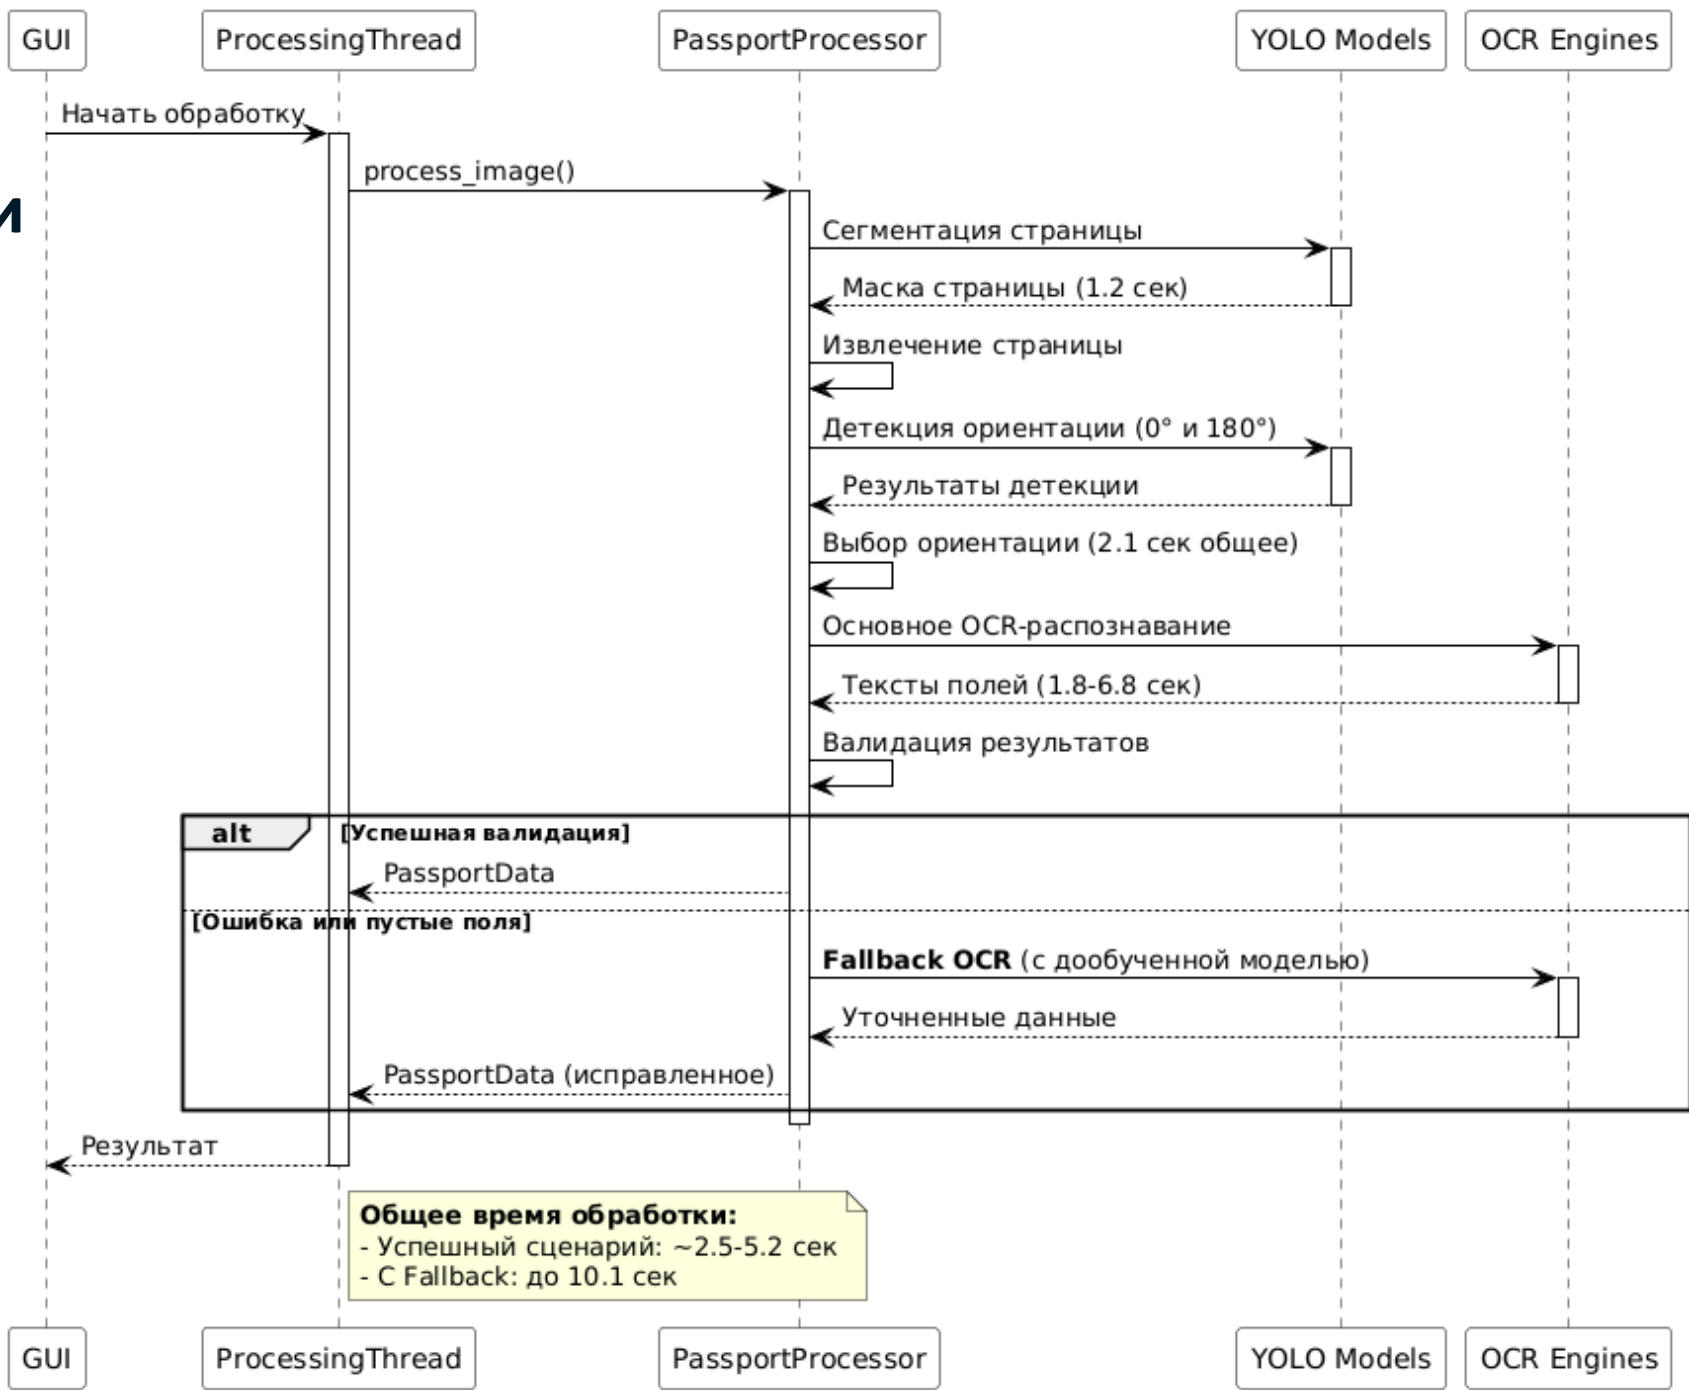 GUI ProcessingThread PassportProcessor YOLO Models OCR Engines
Начать обработку
process_image()
и
Сегментация страницы
Маска страницы (1.2 сек)
Извлечение страницы
Детекция ориентации (0° и 180°)
Результаты детекции
Выбор ориентации (2.1 сек общее)
Основное OCR-распознавание
Тексты полей (1.8-6.8 сек)
Валидация результатов
alt [Успешная валидация]
PassportData
[Ошибка или пустые поля]
Fallback OCR (с дообученной моделью)
Уточненные данные
PassportData (исправленное)
Результат
Общее время обработки:
- Успешный сценарий: ~2.5-5.2 сек
- С Fallback: до 10.1 сек
GUI ProcessingThread PassportProcessor YOLO Models OCR Engines